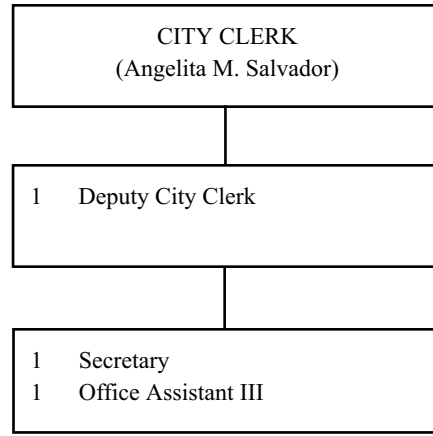 CITY CLERK
(Angelita M. Salvador)
1 Deputy City Clerk
1 Secretary
1 Office Assistant III